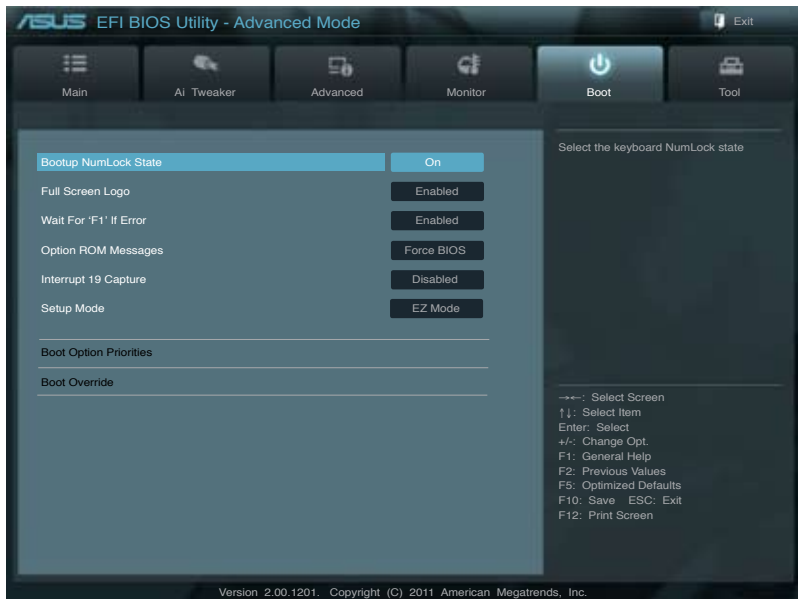 ASUS EFI BIOS Utility - Advanced Mode
Exit
Main
Ai Tweaker
Advanced
Monitor
Boot
Tool
Bootup NumLock State On
Full Screen Logo Enabled
Wait For ‘F1’ If Error Enabled
Option ROM Messages Force BIOS
Interrupt 19 Capture Disabled
Setup Mode EZ Mode
Boot Option Priorities
Boot Override
Select the keyboard NumLock state
→←: Select Screen
↑↓: Select Item
Enter: Select
+/-: Change Opt.
F1: General Help
F2: Previous Values
F5: Optimized Defaults
F10: Save ESC: Exit
F12: Print Screen
Version 2.00.1201. Copyright (C) 2011 American Megatrends, Inc.